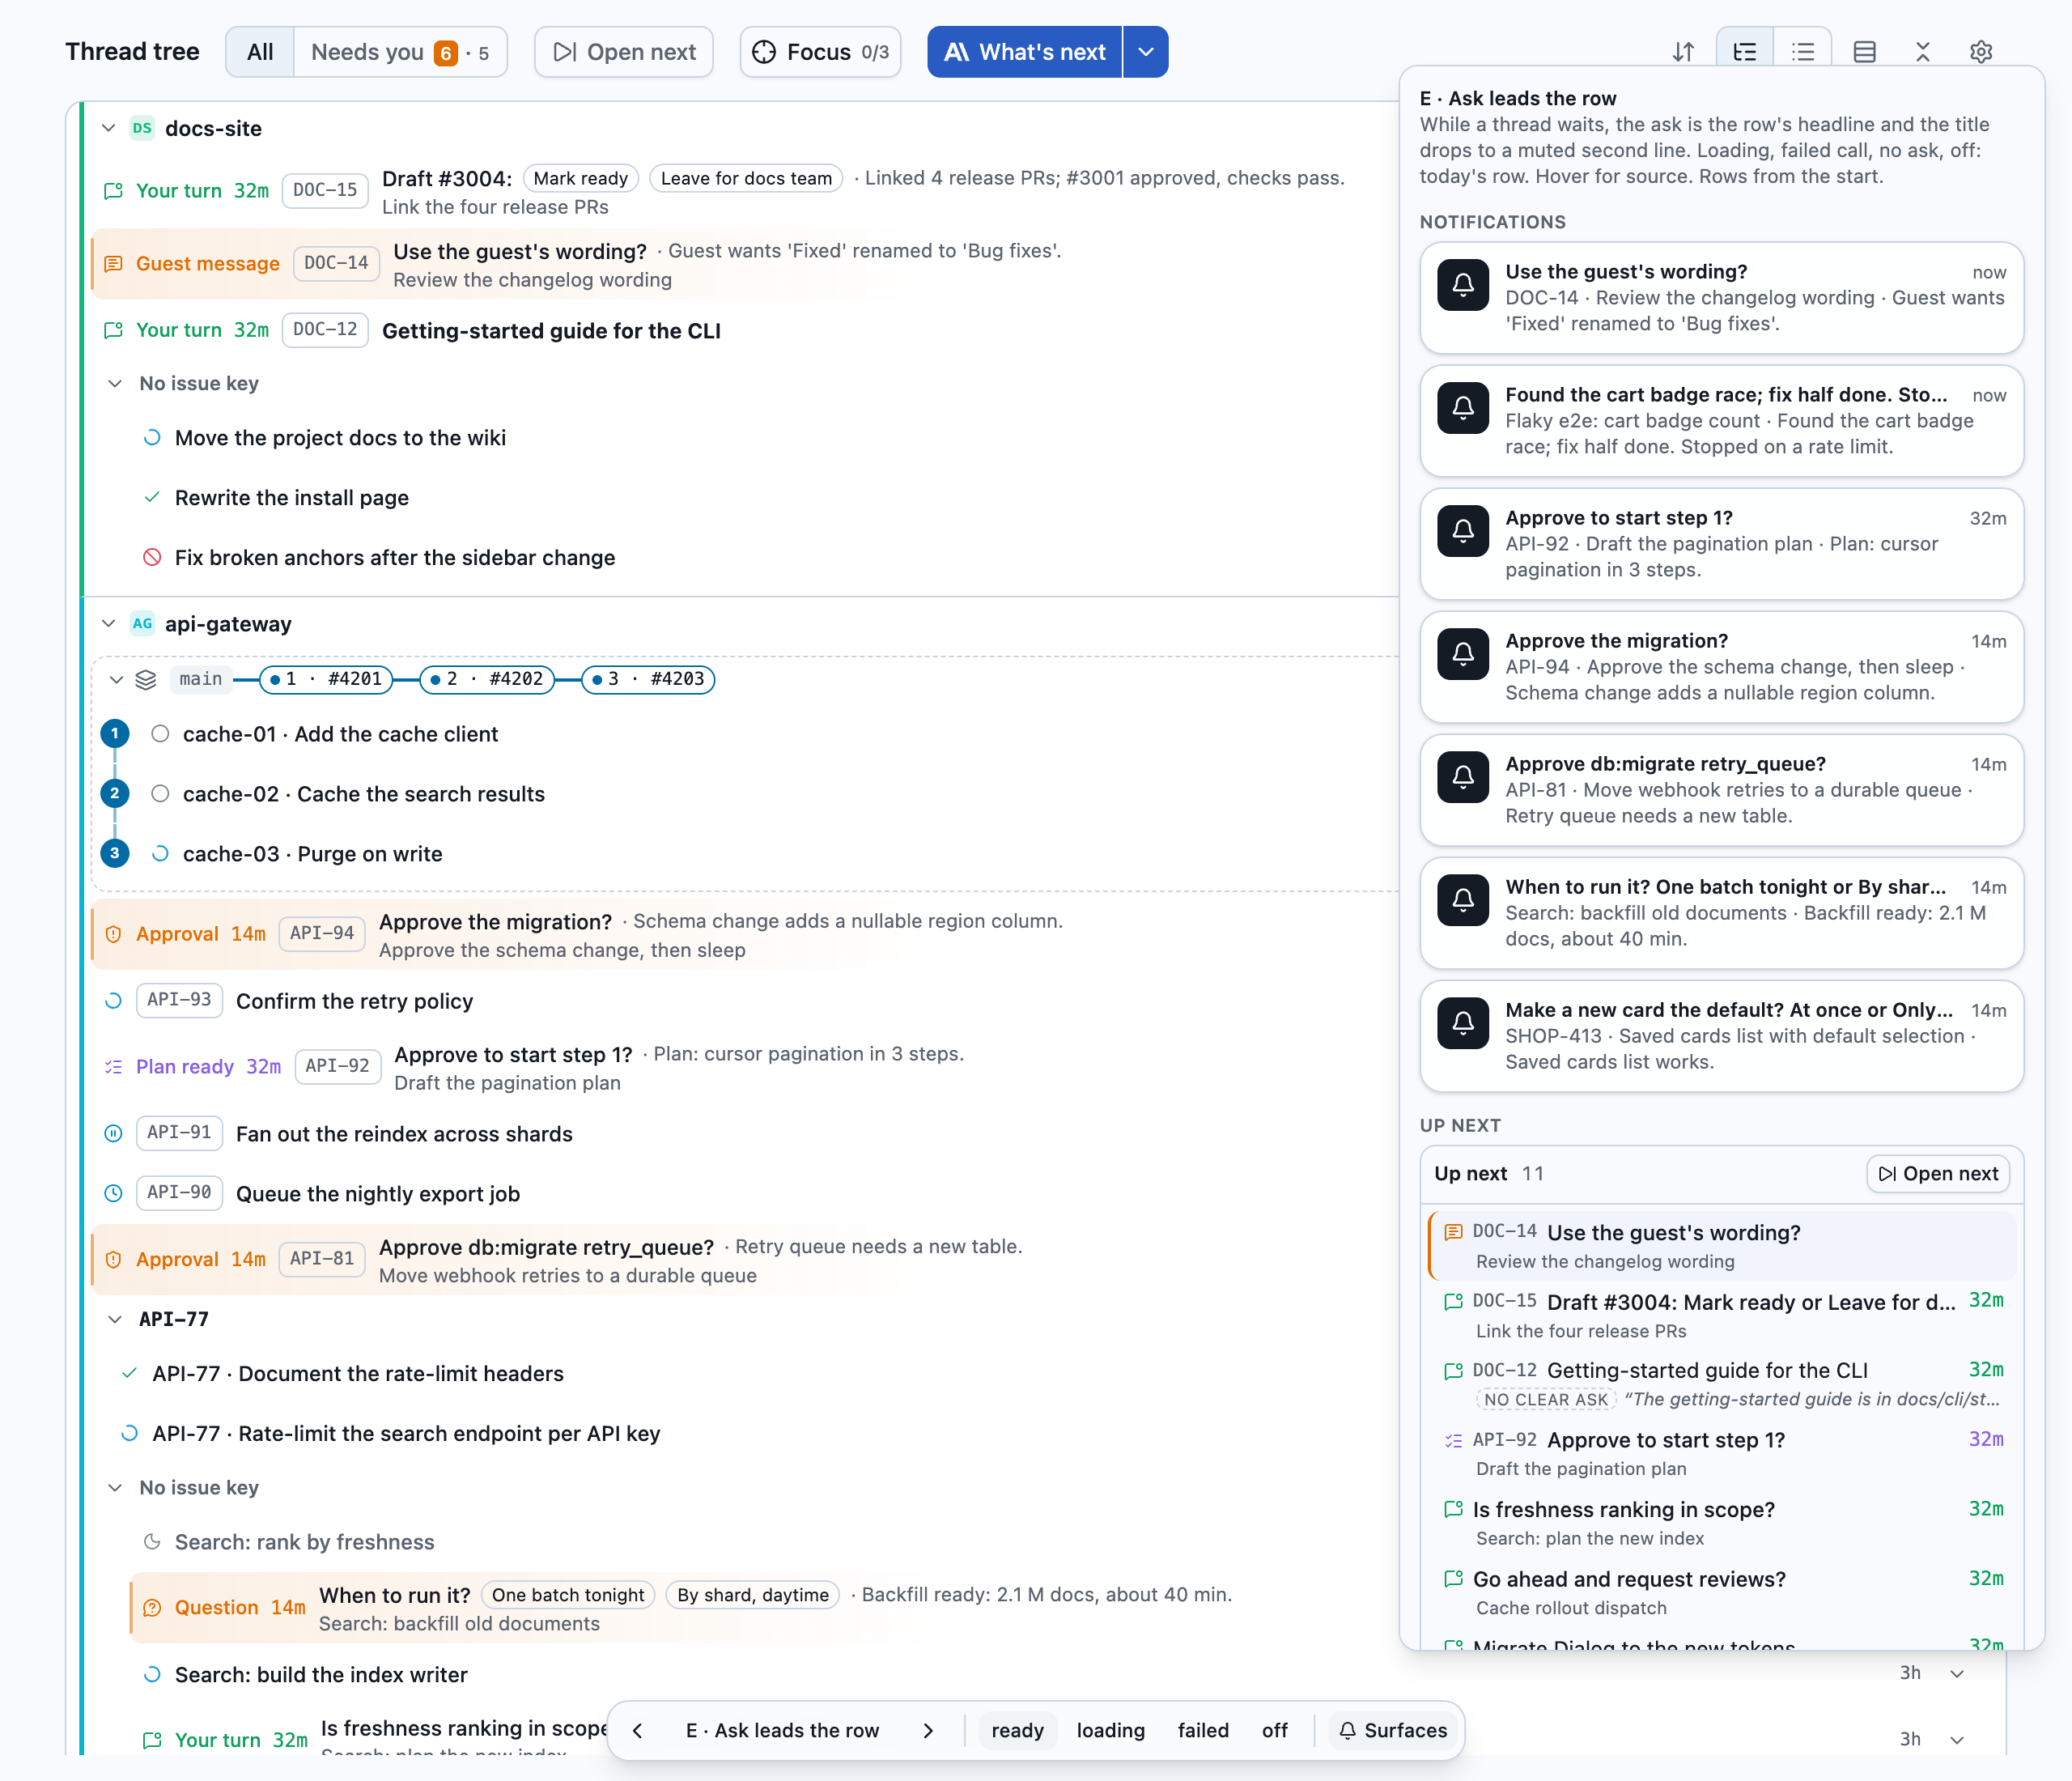 Thread tree
All
Needs you 6 · 5
Open next
Focus 0/3
What's next
DS docs-site
Your turn 32m DOC-15 Draft #3004: Mark ready Leave for docs team · Linked 4 release PRs; #3001 approved, checks pass.
Link the four release PRs
Guest message DOC-14 Use the guest's wording? · Guest wants 'Fixed' renamed to 'Bug fixes'.
Review the changelog wording
Your turn 32m DOC-12 Getting-started guide for the CLI
No issue key
Move the project docs to the wiki
Rewrite the install page
Fix broken anchors after the sidebar change
AG api-gateway
main 1 · #4201 2 · #4202 3 · #4203
1 cache-01 · Add the cache client
2 cache-02 · Cache the search results
3 cache-03 · Purge on write
Approval 14m API-94 Approve the migration? · Schema change adds a nullable region column.
Approve the schema change, then sleep
API-93 Confirm the retry policy
Plan ready 32m API-92 Approve to start step 1? · Plan: cursor pagination in 3 steps.
Draft the pagination plan
API-91 Fan out the reindex across shards
API-90 Queue the nightly export job
Approval 14m API-81 Approve db:migrate retry_queue? · Retry queue needs a new table.
Move webhook retries to a durable queue
API-77
API-77 · Document the rate-limit headers
API-77 · Rate-limit the search endpoint per API key
No issue key
Search: rank by freshness
Question 14m When to run it? One batch tonight By shard, daytime · Backfill ready: 2.1 M docs, about 40 min.
Search: backfill old documents
Search: build the index writer 3h
Your turn 32m Is freshness ranking in scope 3h
Search: plan the new index
E · Ask leads the row
While a thread waits, the ask is the row's headline and the title
drops to a muted second line. Loading, failed call, no ask, off:
today's row. Hover for source. Rows from the start.
NOTIFICATIONS
Use the guest's wording? now
DOC-14 · Review the changelog wording · Guest wants
'Fixed' renamed to 'Bug fixes'.
Found the cart badge race; fix half done. Sto... now
Flaky e2e: cart badge count · Found the cart badge
race; fix half done. Stopped on a rate limit.
Approve to start step 1? 32m
API-92 · Draft the pagination plan · Plan: cursor
pagination in 3 steps.
Approve the migration? 14m
API-94 · Approve the schema change, then sleep ·
Schema change adds a nullable region column.
Approve db:migrate retry_queue? 14m
API-81 · Move webhook retries to a durable queue ·
Retry queue needs a new table.
When to run it? One batch tonight or By shar... 14m
Search: backfill old documents · Backfill ready: 2.1 M
docs, about 40 min.
Make a new card the default? At once or Only... 14m
SHOP-413 · Saved cards list with default selection ·
Saved cards list works.
UP NEXT
Up next 11 Open next
DOC-14 Use the guest's wording?
Review the changelog wording
DOC-15 Draft #3004: Mark ready or Leave for d... 32m
Link the four release PRs
DOC-12 Getting-started guide for the CLI 32m
NO CLEAR ASK “The getting-started guide is in docs/cli/st...
API-92 Approve to start step 1? 32m
Draft the pagination plan
Is freshness ranking in scope? 32m
Search: plan the new index
Go ahead and request reviews? 32m
Cache rollout dispatch
Migrate Dialog to the new tokens 32m
E · Ask leads the row ready loading failed off Surfaces